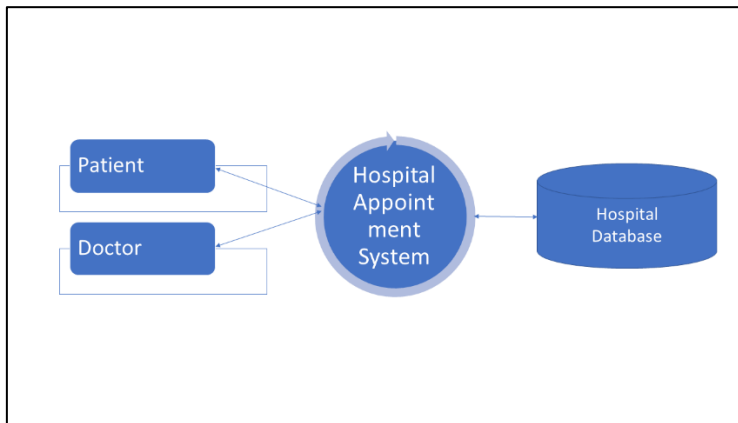 Patient
Doctor
Hospital
Appoint
ment
System
Hospital
Database